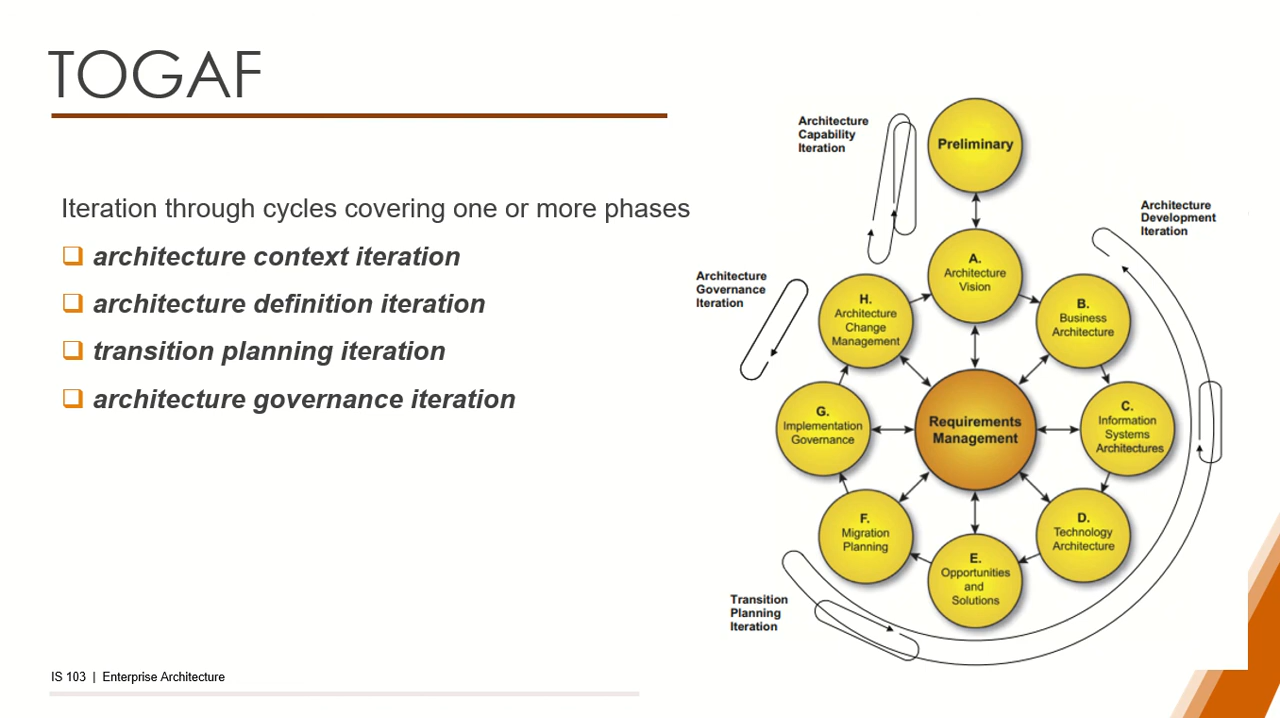 TOGAF
Iteration through cycles covering one or more phases
architecture context iteration
architecture definition iteration
transition planning iteration
architecture governance iteration
Architecture
Capability
Iteration
Preliminary
Architecture
Development
Iteration
Architecture
Governance
Iteration
A.
Architecture
Vision
H.
Architecture
Change
Management
B.
Business
Architecture
G.
Implementation
Governance
Requirements
Management
C.
Information
Systems
Architectures
F.
Migration
Planning
D.
Technology
Architecture
E.
Opportunities
and
Solutions
Transition
Planning
Iteration
IS 103 | Enterprise Architecture